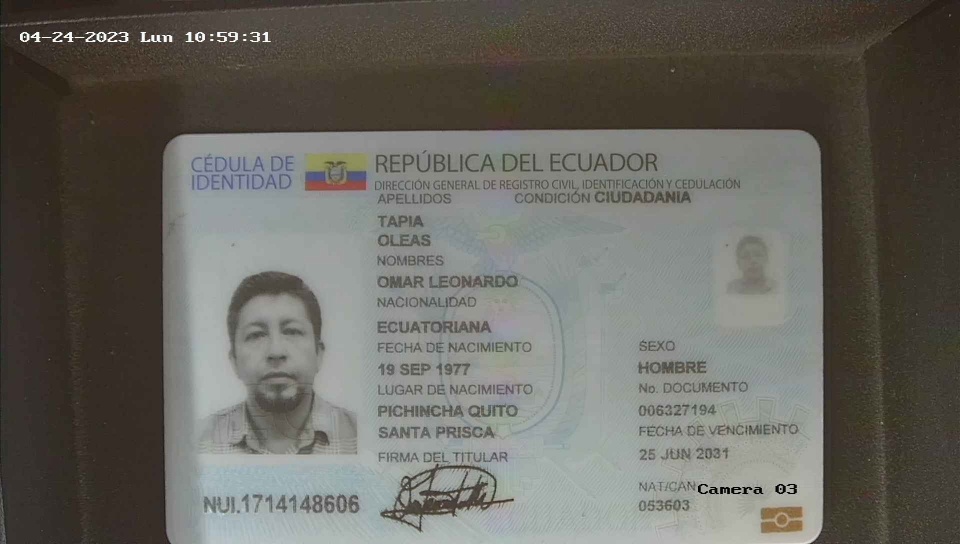 04-24-2023 Lun 10:59:31
CÉDULA DE IDENTIDAD
REPÚBLICA DEL ECUADOR
DIRECCIÓN GENERAL DE REGISTRO CIVIL, IDENTIFICACIÓN Y CEDULACIÓN
APELLIDOS
CONDICIÓN CIUDADANIA
TAPIA
OLEAS
NOMBRES
OMAR LEONARDO
NACIONALIDAD
ECUATORIANA
FECHA DE NACIMIENTO
19 SEP 1977
LUGAR DE NACIMIENTO
PICHINCHA QUITO
SANTA PRISCA
FIRMA DEL TITULAR
SEXO
HOMBRE
No. DOCUMENTO
006327194
FECHA DE VENCIMIENTO
25 JUN 2031
NAT/CAN
053603
NUI.1714148606
Camera 03